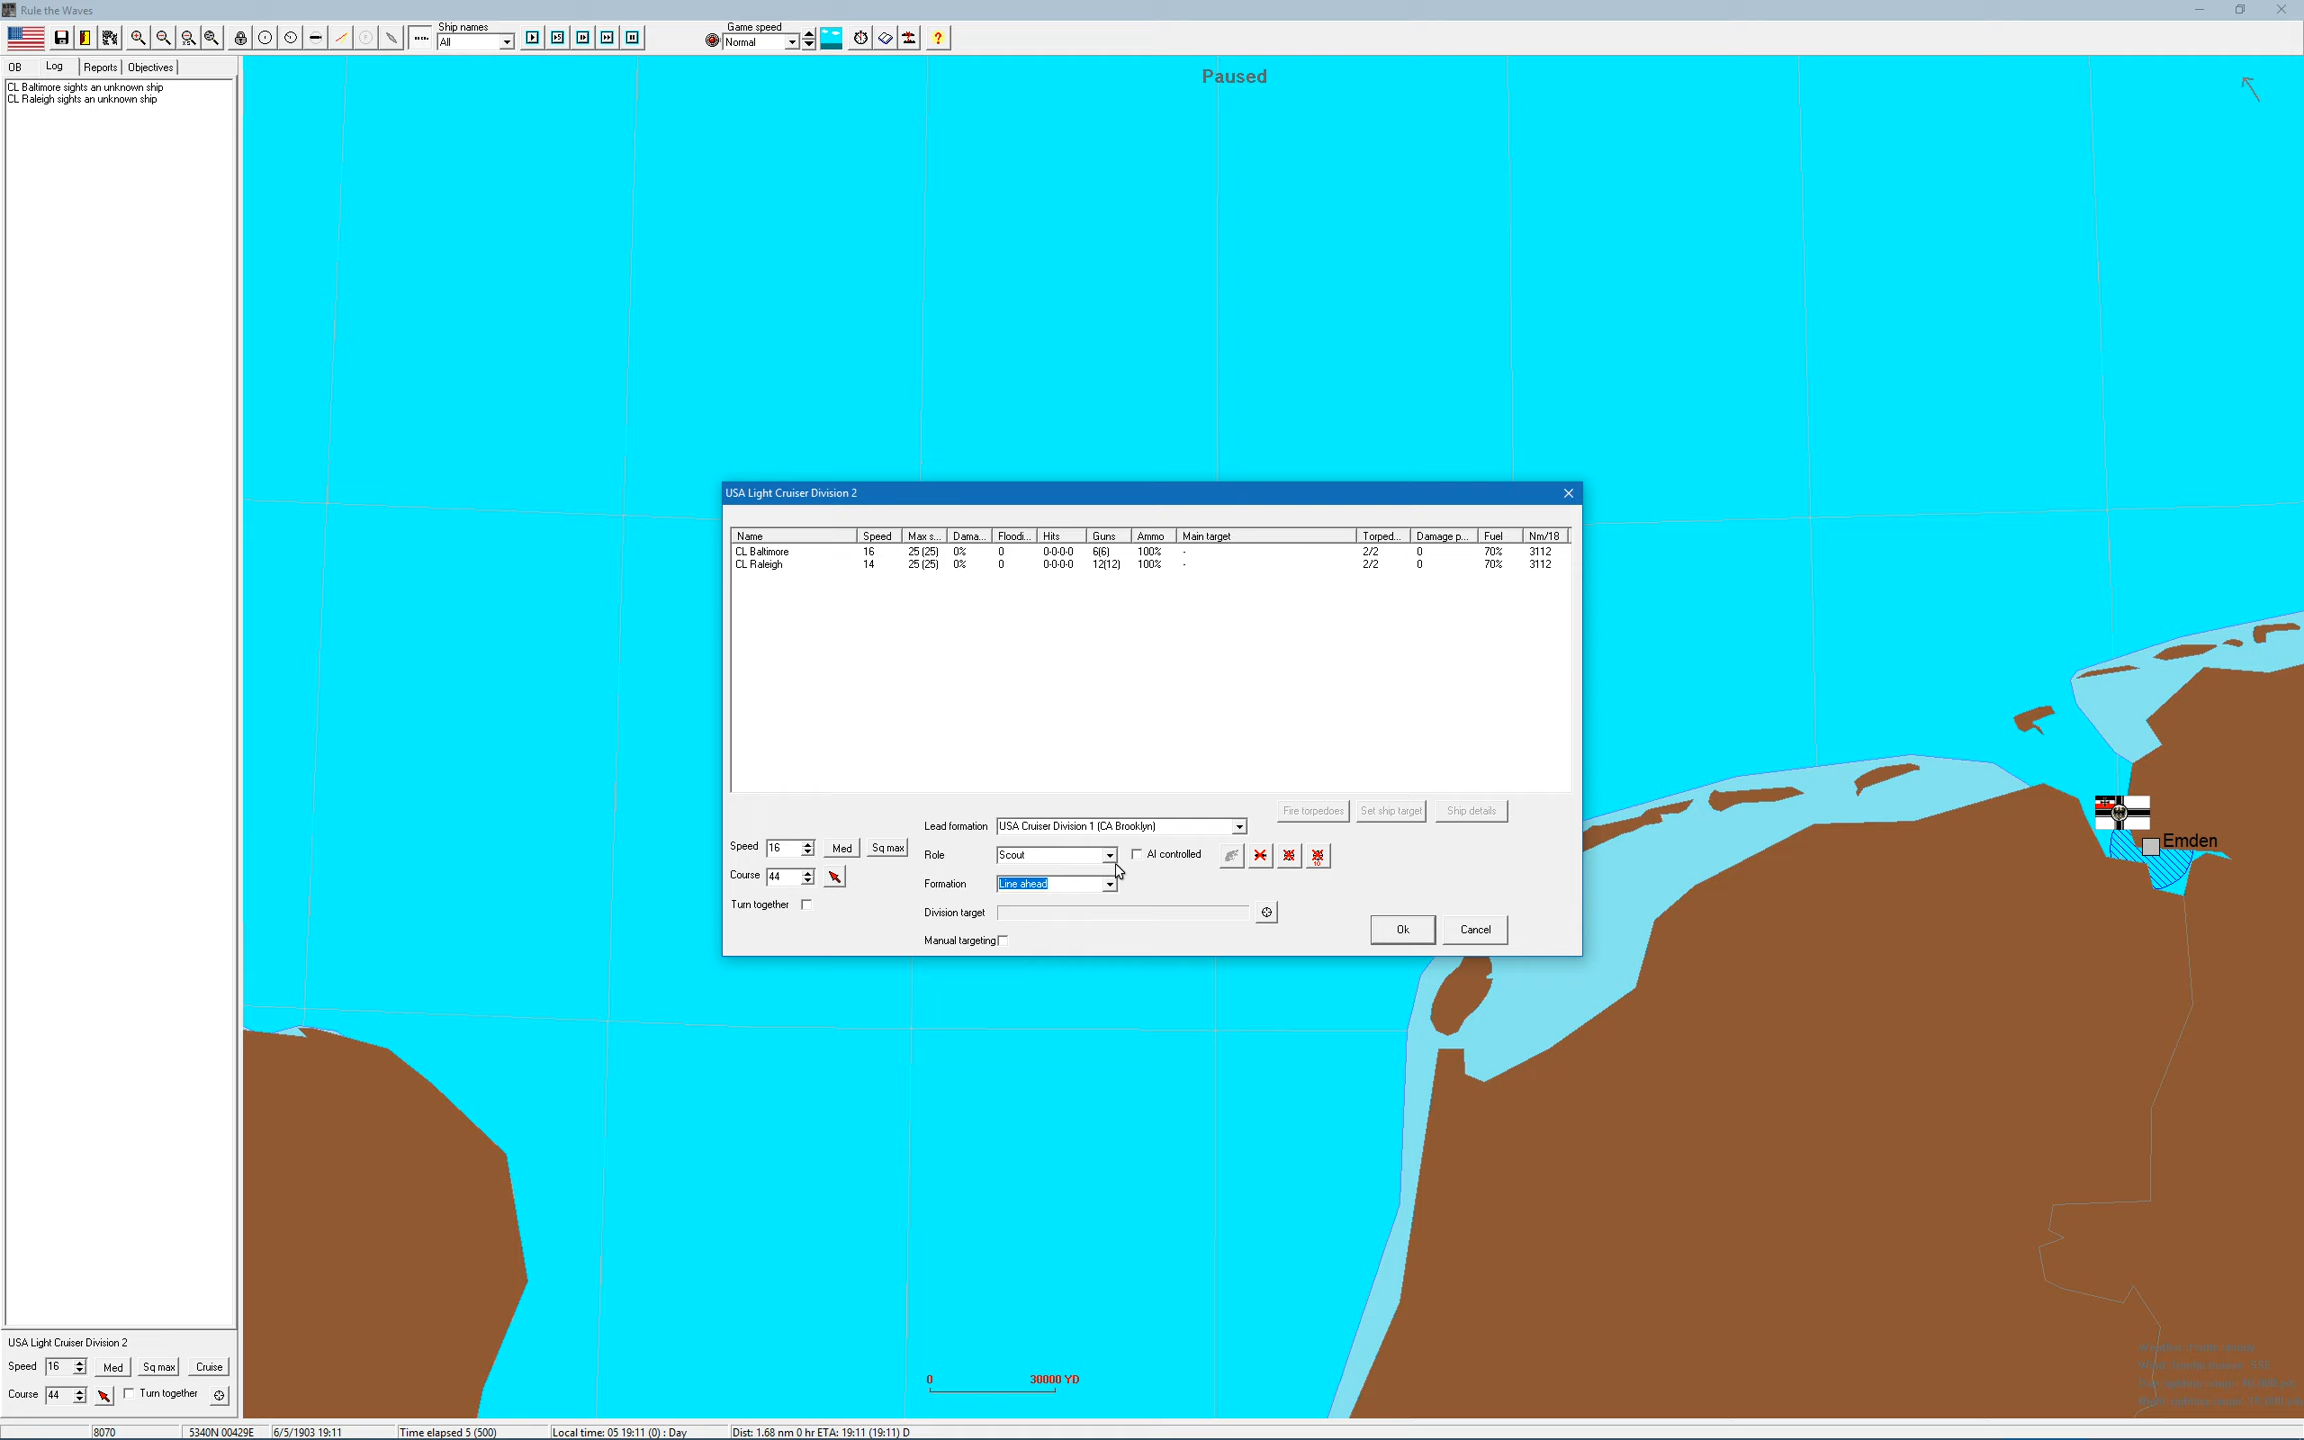 Rule the Waves
Ship names
All
Game speed
Normal
OB Log Reports Objectives
CL Baltimore sights an unknown ship
CL Raleigh sights an unknown ship
Paused
USA Light Cruiser Division 2
Name Speed Max s... Dama... Floodi... Hits Guns Ammo Main target Torped... Damage p... Fuel Nm/18
CL Baltimore 16 25 (25) 0% 0 0-0-0-0 6(6) 100% - 2/2 0 70% 3112
CL Raleigh 14 25 (25) 0% 0 0-0-0-0 12(12) 100% - 2/2 0 70% 3112
Fire torpedoes Set ship target Ship details
Lead formation USA Cruiser Division 1 (CA Brooklyn)
Speed 16 Med Sq max
Role Scout AI controlled
Course 44
Formation Line ahead
Turn together
Division target
Manual targeting
Ok Cancel
Emden
0 30000 YD
USA Light Cruiser Division 2
Speed 16 Med Sq max Cruise
Course 44 Turn together
8070 5340N 00429E 6/5/1903 19:11 Time elapsed 5 (500) Local time: 05 19:11 (0) : Day Dist: 1.68 nm 0 hr ETA: 19:11 (19:11) D